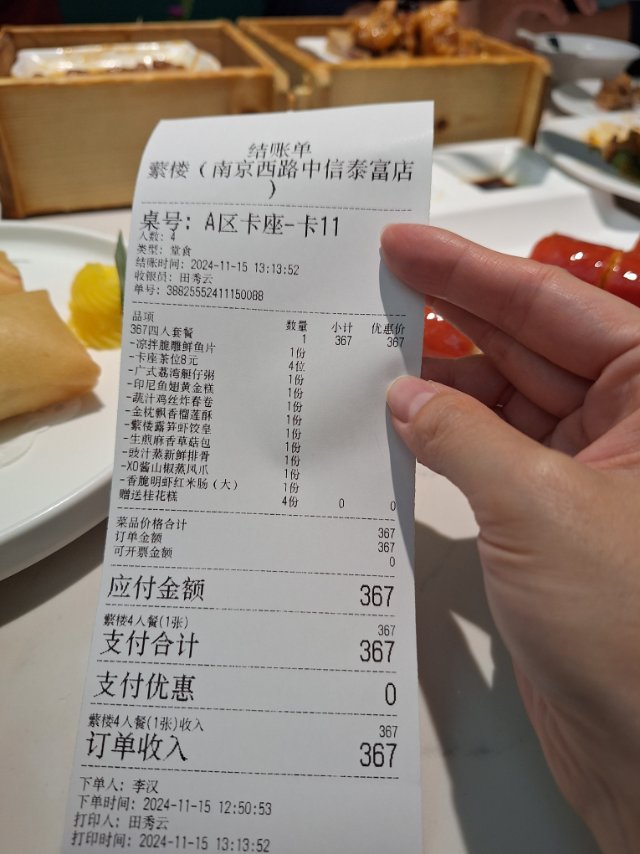 结账单
蘩楼（南京西路中信泰富店
）
桌号: A区卡座-卡11
人数: 4
类型: 堂食
结账时间: 2024-11-15 13:13:52
收银员: 田秀云
单号: 38825552411150088
品项 数量 小计 优惠价
367四人套餐 1 367 367
-凉拌脆雕鲜鱼片 1份
-卡座茶位8元 4位
-广式荔湾艇仔粥 1份
-印尼鱼翅黄金糕 1份
-蔬汁鸡丝炸春卷 1份
-金枕飘香榴莲酥 1份
-蘩楼露笋虾饺皇 1份
-生煎麻香草菇包 1份
-豉汁蒸新鲜排骨 1份
-XO酱山椒蒸凤爪 1份
-香脆明虾红米肠（大） 1份
赠送桂花糕 4份 0 0
菜品价格合计 367
订单金额 367
可开票金额 0
应付金额 367
蘩楼4人餐(1张) 367
支付合计 367
支付优惠 0
蘩楼4人餐(1张)收入 367
订单收入 367
下单人: 李汉
下单时间: 2024-11-15 12:50:53
打印人: 田秀云
打印时间: 2024-11-15 13:13:52